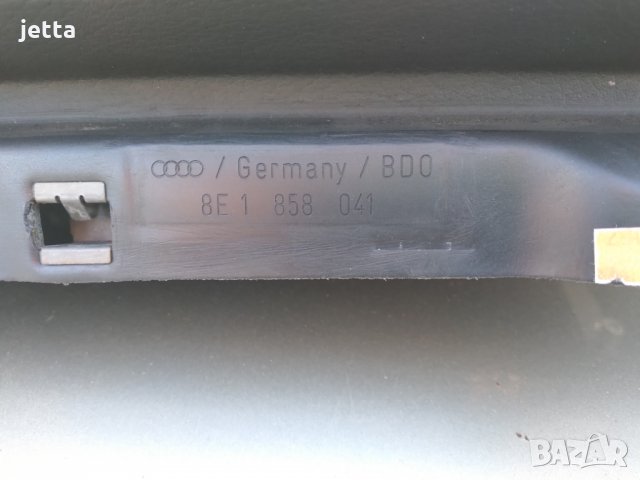 jetta
/ Germany / BDO
8E1 858 041
BAZAR